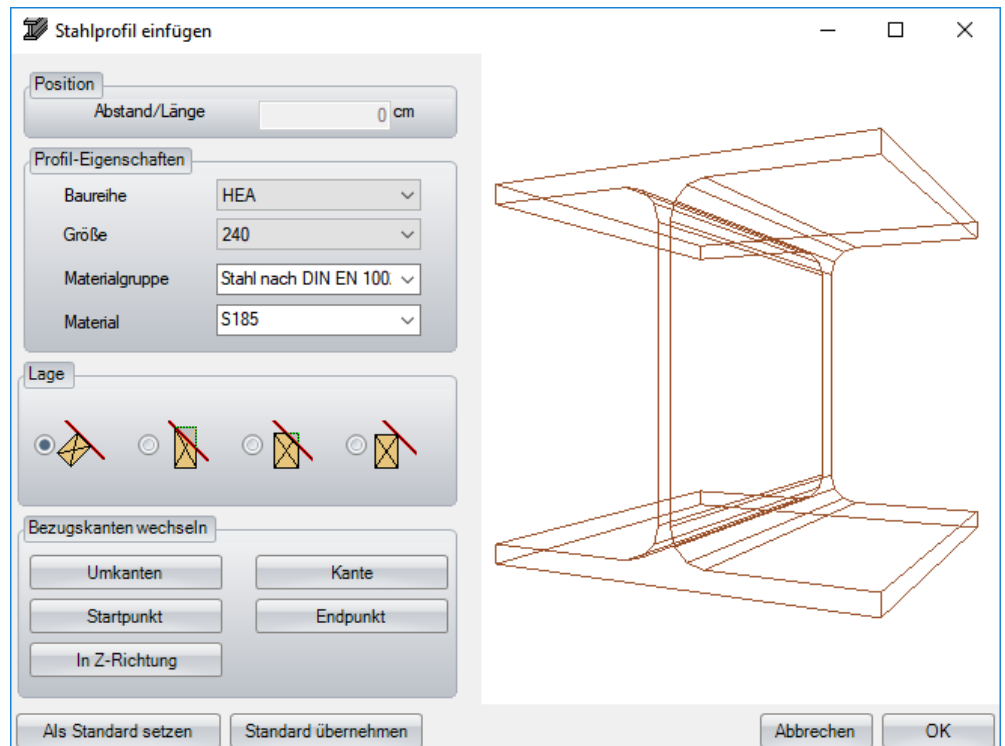 Stahlprofil einfügen
Position
Abstand/Länge 0 cm
Profil-Eigenschaften
Baureihe HEA
Größe 240
Materialgruppe Stahl nach DIN EN 100.
Material S185
Lage
Bezugskanten wechseln
Umkanten Kante
Startpunkt Endpunkt
In Z-Richtung
Als Standard setzen Standard übernehmen Abbrechen OK